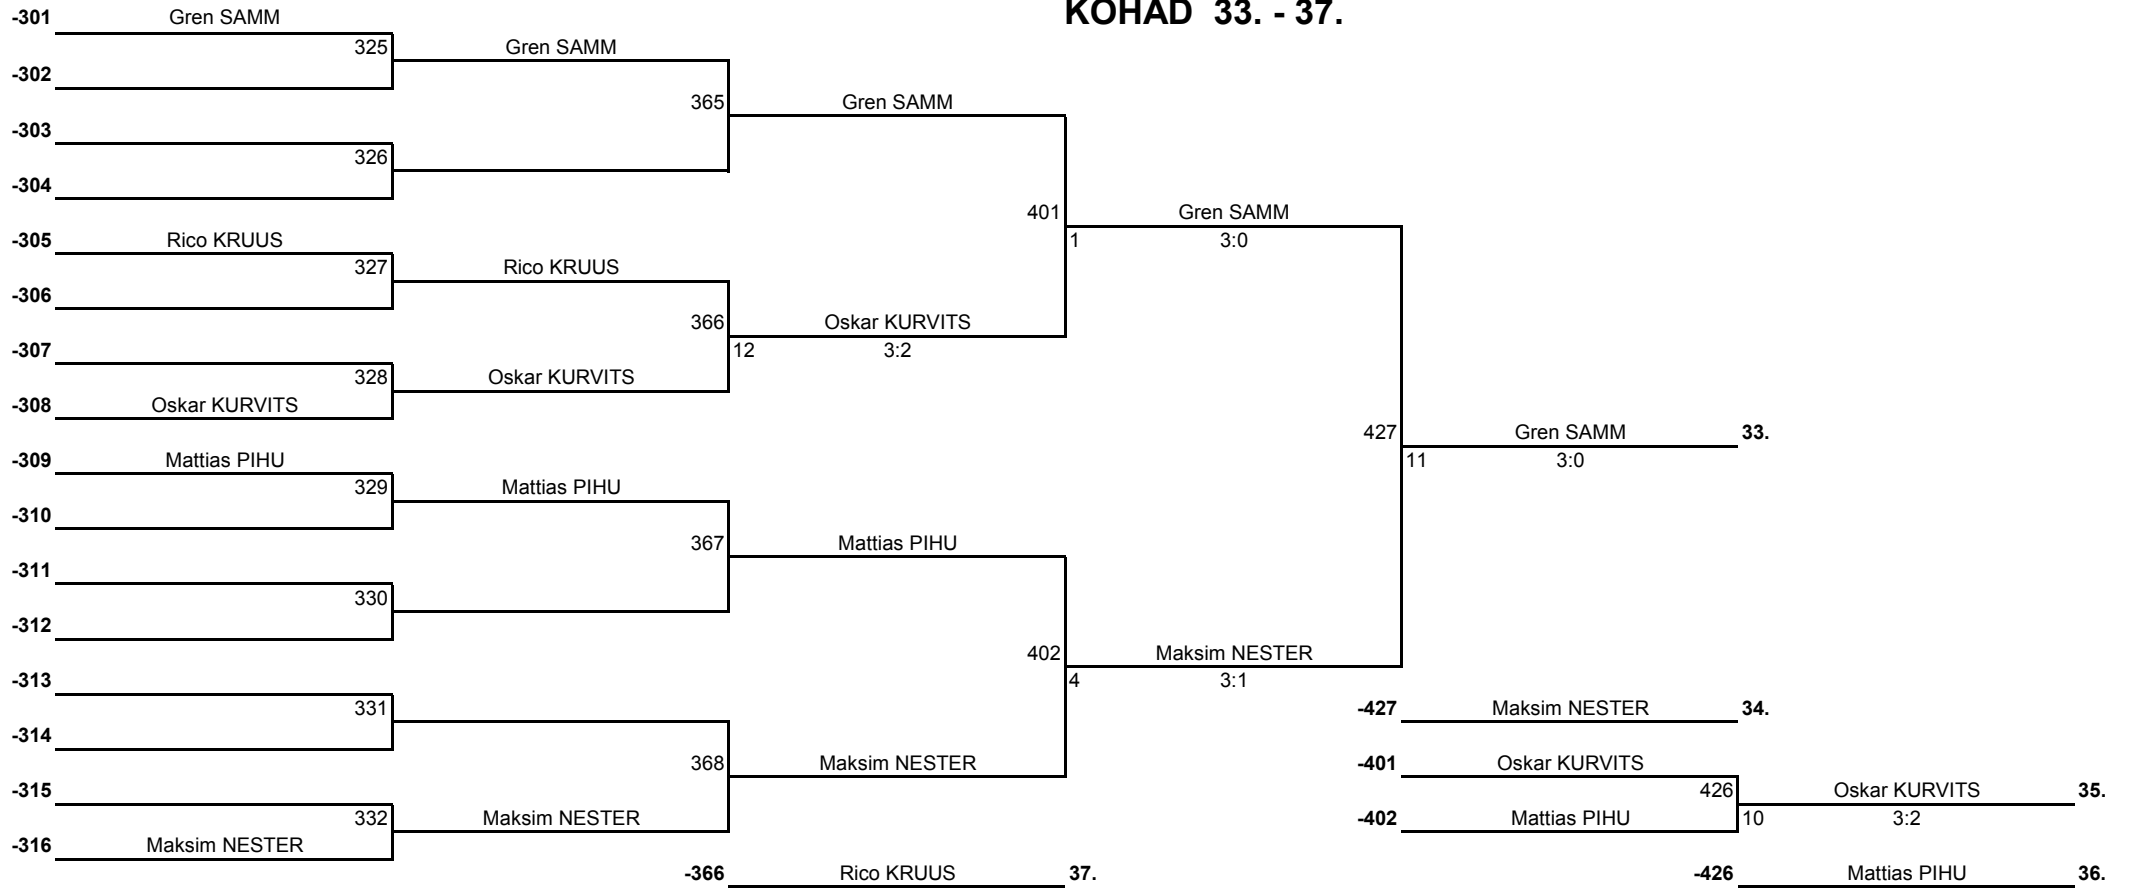 KOHAD 33. - 37.
-301 Gren SAMM
325 Gren SAMM
-302
365 Gren SAMM
-303
326
-304
401 Gren SAMM
-305 Rico KRUUS
1 3:0
327 Rico KRUUS
-306
366 Oskar KURVITS
-307
12 3:2
328 Oskar KURVITS
-308 Oskar KURVITS
427 Gren SAMM 33.
-309 Mattias PIHU
11 3:0
329 Mattias PIHU
-310
367 Mattias PIHU
-311
330
-312
402 Maksim NESTER
-313
4 3:1
331
-427 Maksim NESTER 34.
-314
368 Maksim NESTER
-401 Oskar KURVITS
-315
426 Oskar KURVITS 35.
332 Maksim NESTER
-402 Mattias PIHU
10 3:2
-316 Maksim NESTER
-366 Rico KRUUS 37.
-426 Mattias PIHU 36.